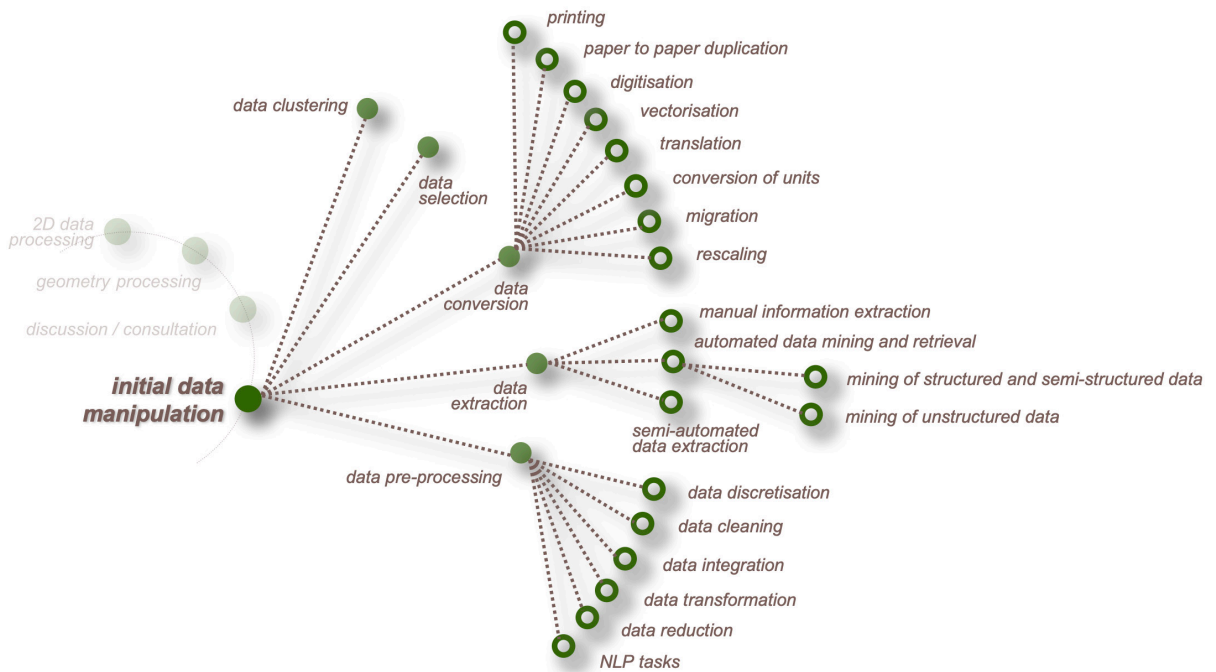 printing
paper to paper duplication
digitisation
data clustering
vectorisation
translation
data
selection
conversion of units
migration
2D data
processing
rescaling
geometry processing
data
conversion
manual information extraction
discussion / consultation
automated data mining and retrieval
initial data
manipulation
data
extraction
mining of structured and semi-structured data
mining of unstructured data
semi-automated
data extraction
data pre-processing
data discretisation
data cleaning
data integration
data transformation
data reduction
NLP tasks